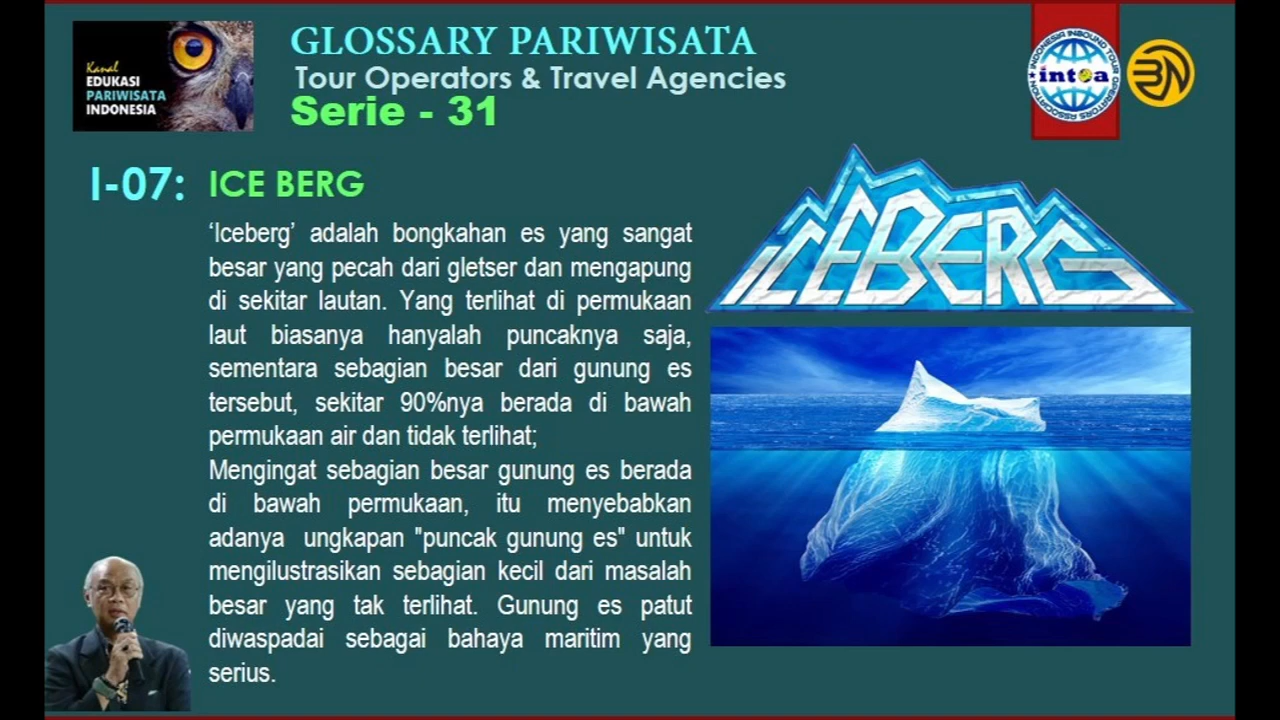 Kanal
EDUKASI
PARIWISATA
INDONESIA
GLOSSARY PARIWISATA
Tour Operators & Travel Agencies
Serie - 31
INDONESIA INBOUND TOUR OPERATORS ASSOCIATION
intoa
BN
I-07: ICE BERG
‘Iceberg’ adalah bongkahan es yang sangat
besar yang pecah dari gletser dan mengapung
di sekitar lautan. Yang terlihat di permukaan
laut biasanya hanyalah puncaknya saja,
sementara sebagian besar dari gunung es
tersebut, sekitar 90%nya berada di bawah
permukaan air dan tidak terlihat;
Mengingat sebagian besar gunung es berada
di bawah permukaan, itu menyebabkan
adanya ungkapan "puncak gunung es" untuk
mengilustrasikan sebagian kecil dari masalah
besar yang tak terlihat. Gunung es patut
diwaspadai sebagai bahaya maritim yang
serius.
ICEBERG